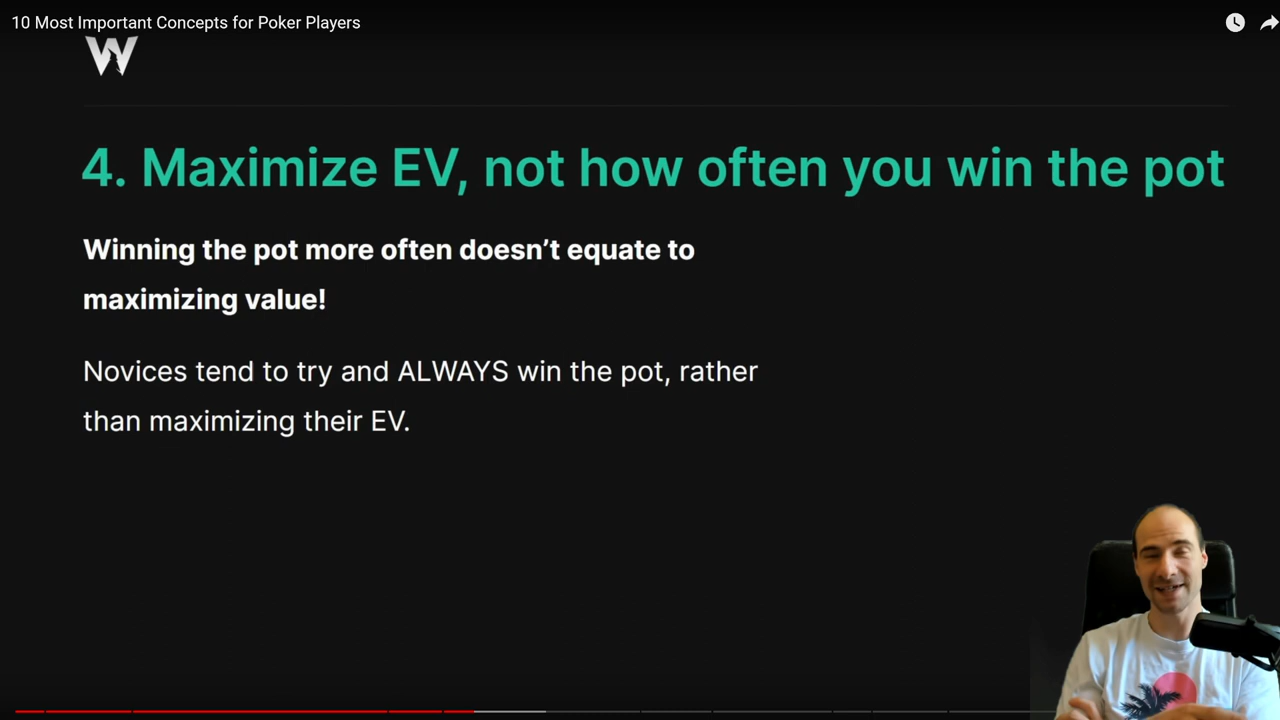 10 Most Important Concepts for Poker Players
W
4. Maximize EV, not how often you win the pot
Winning the pot more often doesn’t equate to
maximizing value!
Novices tend to try and ALWAYS win the pot, rather
than maximizing their EV.